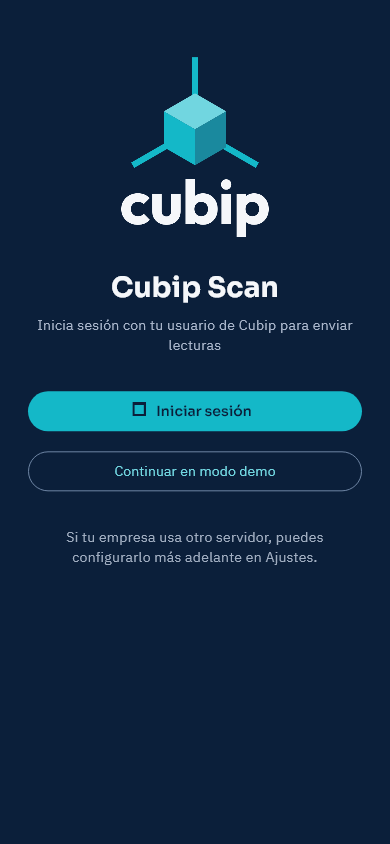 cubip
Cubip Scan
Inicia sesión con tu usuario de Cubip para enviar
lecturas
Iniciar sesión
Continuar en modo demo
Si tu empresa usa otro servidor, puedes
configurarlo más adelante en Ajustes.